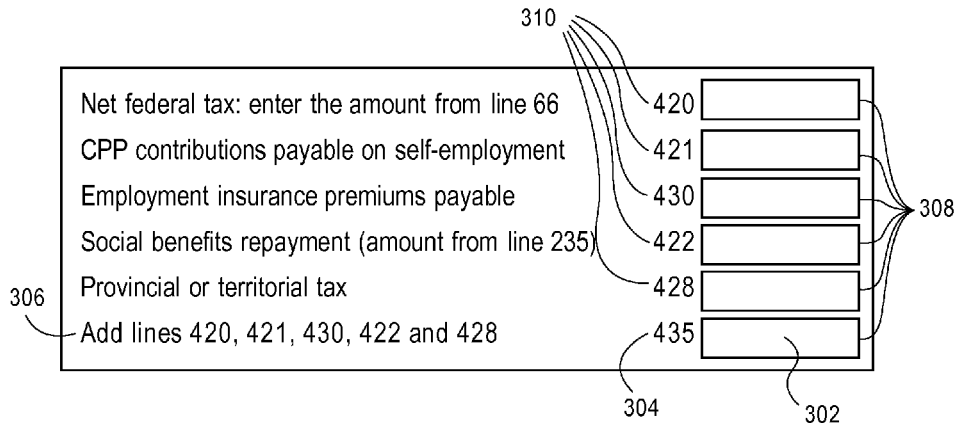 310
Net federal tax: enter the amount from line 66 420
CPP contributions payable on self-employment 421
Employment insurance premiums payable 430
308
Social benefits repayment (amount from line 235) 422
Provincial or territorial tax 428
306
Add lines 420, 421, 430, 422 and 428 435
304
302